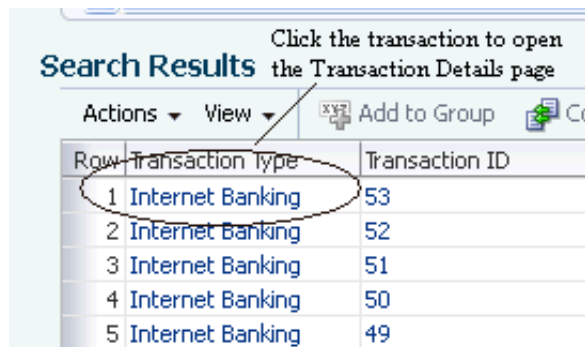 Click the transaction to open
Search Results the Transaction Details page
Actions View Add to Group
Row Transaction Type Transaction ID
1 Internet Banking 53
2 Internet Banking 52
3 Internet Banking 51
4 Internet Banking 50
5 Internet Banking 49